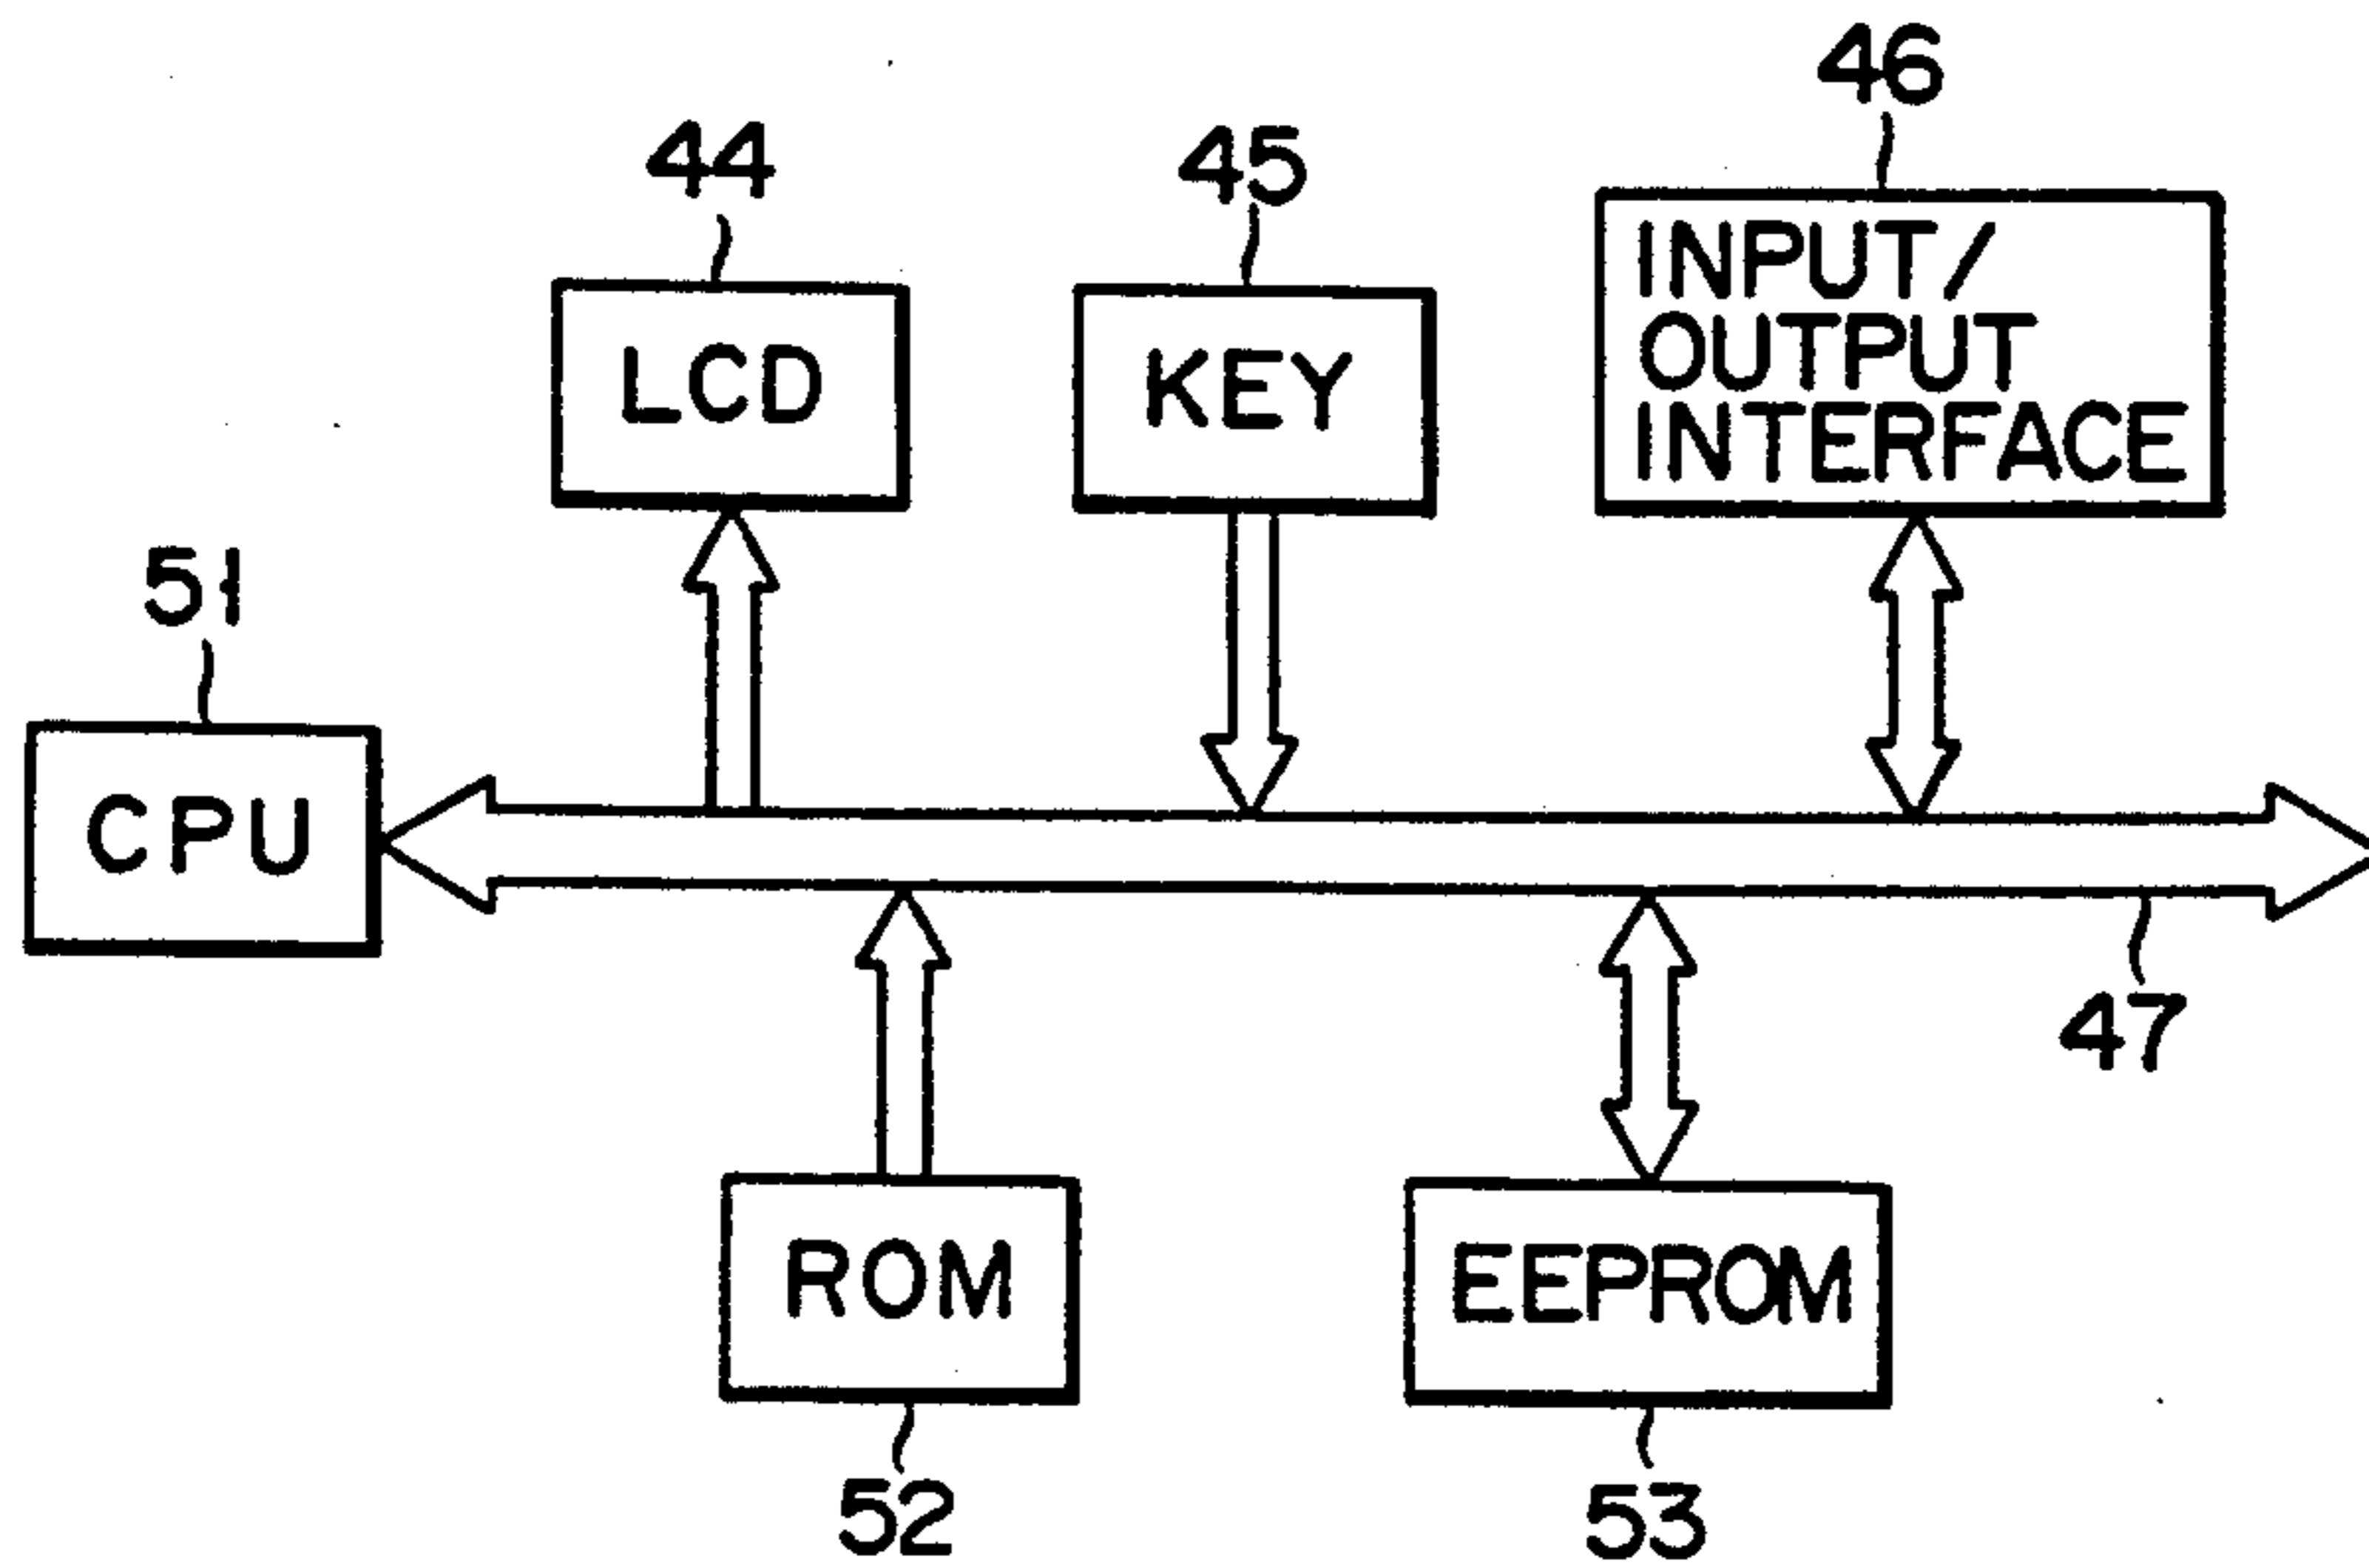 46
44
45
INPUT/
OUTPUT
INTERFACE
LCD
KEY
51
CPU
47
ROM
EEPROM
52
53